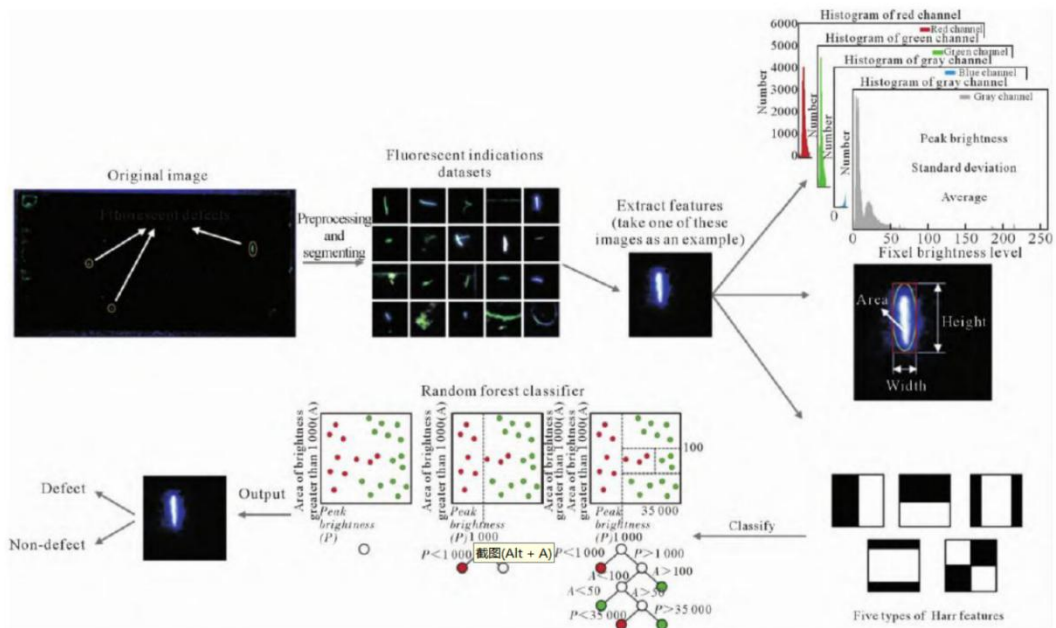 Histogram of red channel
Red channel
6000
5000
4000
3000
2000
1000
0
Number
Histogram of green channel
Green channel
Number
Histogram of gray channel
Blue channel
Number
0
Histogram of gray channel
Gray channel
Peak brightness
Standard deviation
Average
0 50 100 150 200 250
Fixel brightness level
Original image
Fluorescent defects
Preprocessing
and
segmenting
Fluorescent indications
datasets
Extract features
(take one of these
images as an example)
Area
Height
Width
Random forest classifier
Area of brightness
greater than 1 000(A)
Peak
brightness
(P)
Area of brightness
greater than 1 000(A)
Peak
brightness
(P)1 000
P<1 000
截图(Alt + A)
Area of brightness
greater than 1 000(A)
100
35 000
Peak
brightness
(P)1 000
P<1 000
P>1 000
A<100
A>100
A<50
A>50
P<35 000
P>35 000
Classify
Output
Defect
Non-defect
Five types of Harr features